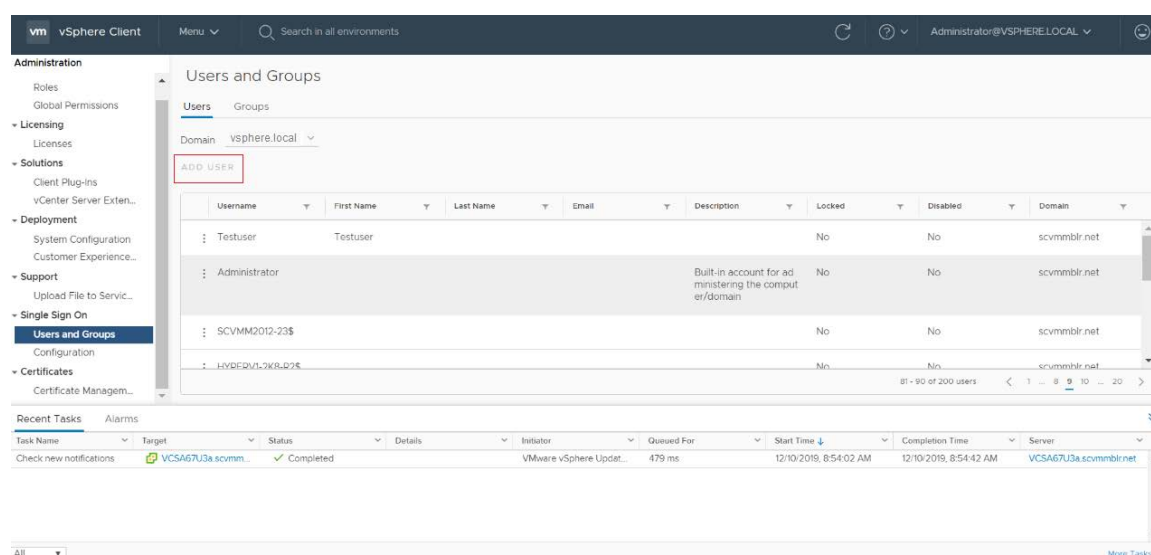 vm vSphere Client Menu Search in all environments Administrator@VSPHERE.LOCAL
Administration
Roles
Global Permissions
Licensing
Licenses
Solutions
Client Plug-Ins
vCenter Server Exten...
Deployment
System Configuration
Customer Experience...
Support
Upload File to Servic...
Single Sign On
Users and Groups
Configuration
Certificates
Certificate Managem...
Users and Groups
Users Groups
Domain vsphere.local
ADD USER
Username First Name Last Name Email Description Locked Disabled Domain
Testuser Testuser No No scvmmblr.net
Administrator Built-in account for ad No No scvmmblr.net
ministering the comput
er/domain
SCVMM2012-23$ No No scvmmblr.net
HYPERV1-2K8-R2$ No No scvmmblr.net
81 - 90 of 200 users 1 ... 8 9 10 ... 20
Recent Tasks Alarms
Task Name Target Status Details Initiator Queued For Start Time Completion Time Server
Check new notifications VCSA67U3a.scvmm... Completed VMware vSphere Updat... 479 ms 12/10/2019, 8:54:02 AM 12/10/2019, 8:54:42 AM VCSA67U3a.scvmmblr.net
All More Tasks